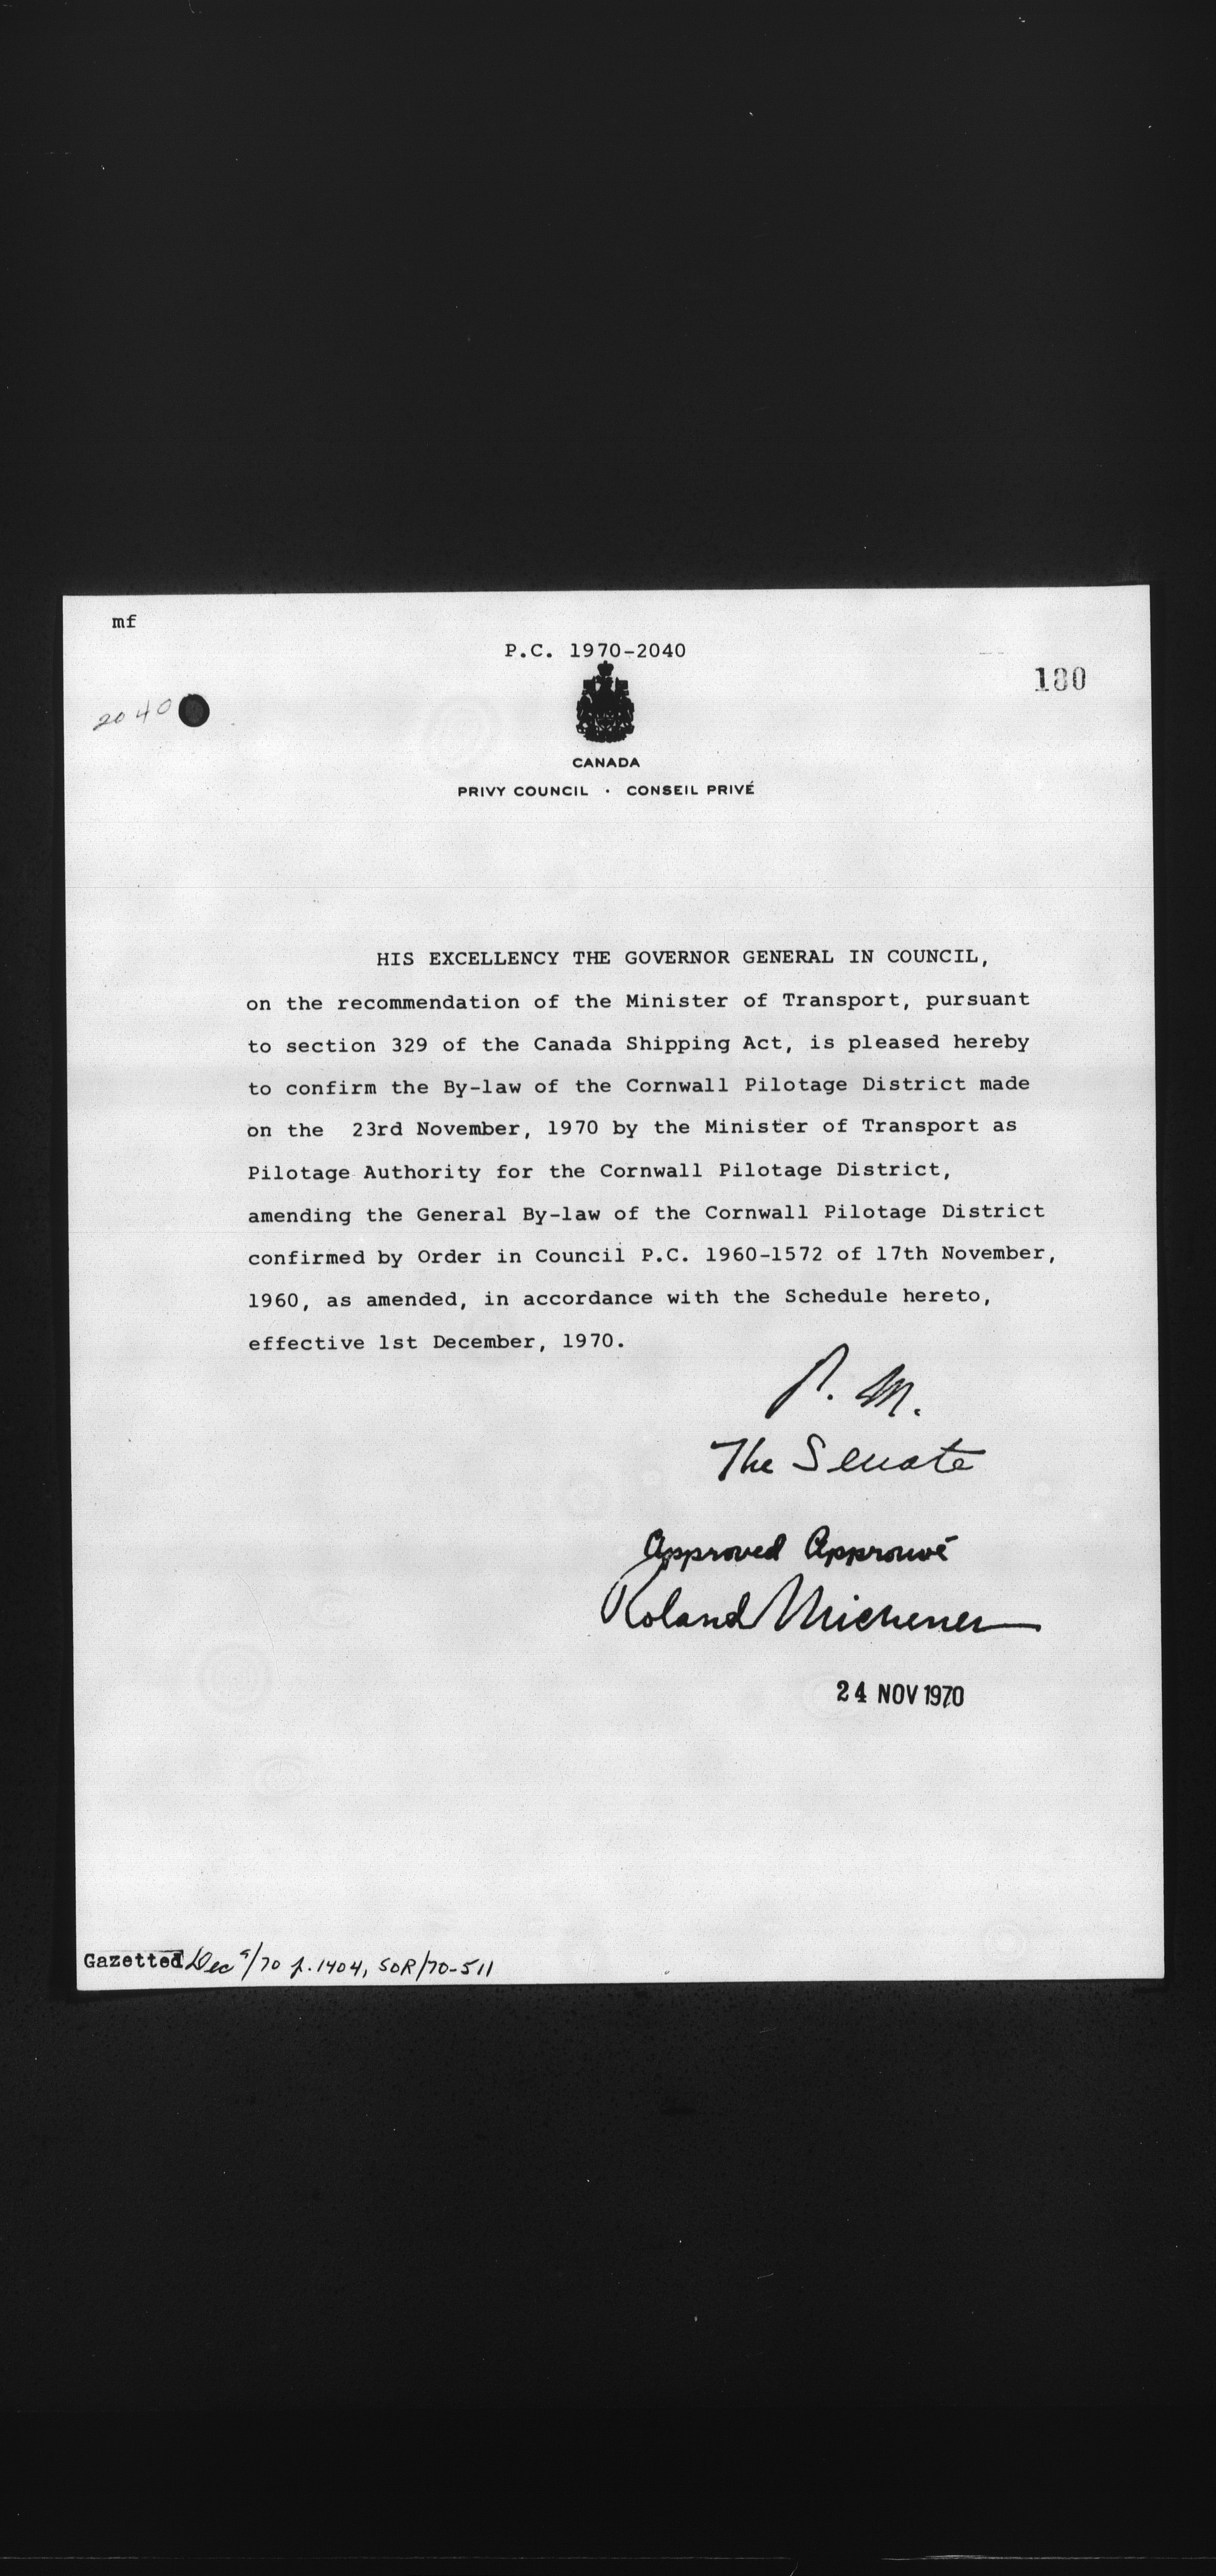 mf
P.C. 1970-2040
180
2040
CANADA
PRIVY COUNCIL · CONSEIL PRIVÉ
HIS EXCELLENCY THE GOVERNOR GENERAL IN COUNCIL,
on the recommendation of the Minister of Transport, pursuant
to section 329 of the Canada Shipping Act, is pleased hereby
to confirm the By-law of the Cornwall Pilotage District made
on the 23rd November, 1970 by the Minister of Transport as
Pilotage Authority for the Cornwall Pilotage District,
amending the General By-law of the Cornwall Pilotage District
confirmed by Order in Council P.C. 1960-1572 of 17th November,
1960, as amended, in accordance with the Schedule hereto,
effective 1st December, 1970.
P. M.
The Senate
Approved Approuvé
Roland Michener
24 NOV 1970
Gazetted Dec 9/70 p. 1404, SOR/70-511